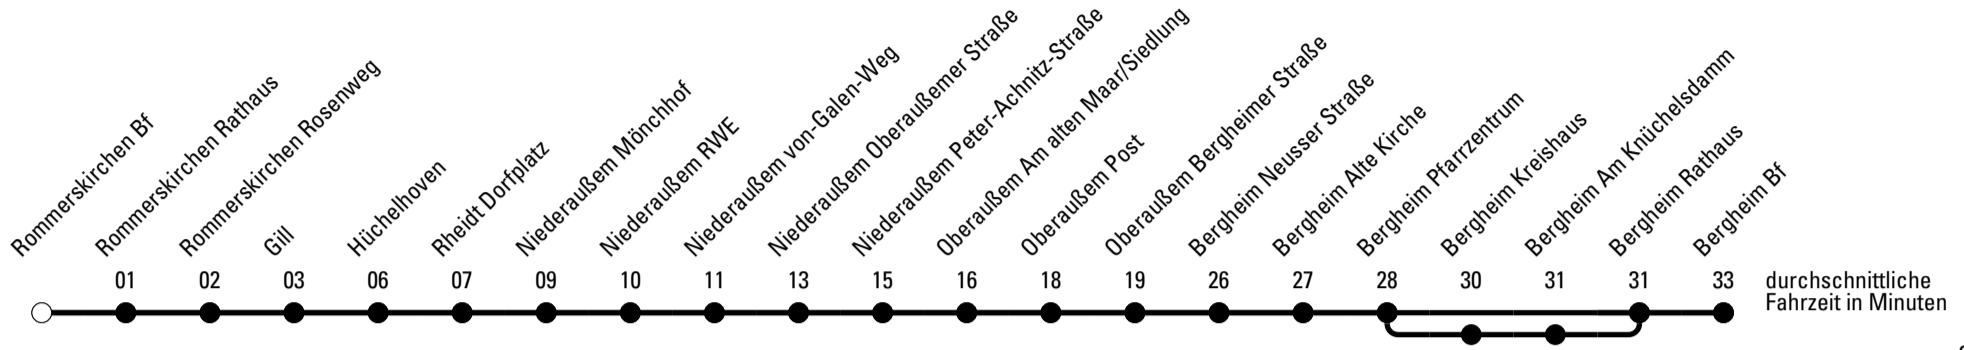 Rommerskirchen Bf
Rommerskirchen Rathaus
Rommerskirchen Rosenweg
Gill
Hüchelhoven
Rheidt Dorfplatz
Niederaußem Mönchhof
Niederaußem RWE
Niederaußem von-Galen-Weg
Niederaußem Oberaußemer Straße
Niederaußem Peter-Achnitz-Straße
Oberaußem Am alten Maar/Siedlung
Oberaußem Post
Oberaußem Bergheimer Straße
Bergheim Neusser Straße
Bergheim Alte Kirche
Bergheim Pfarrzentrum
Bergheim Kreishaus
Bergheim Am Knüchelsdamm
Bergheim Rathaus
Bergheim Bf
01 02 03 06 07 09 10 11 13 15 16 18 19 26 27 28 30 31 31 33
durchschnittliche
Fahrzeit in Minuten